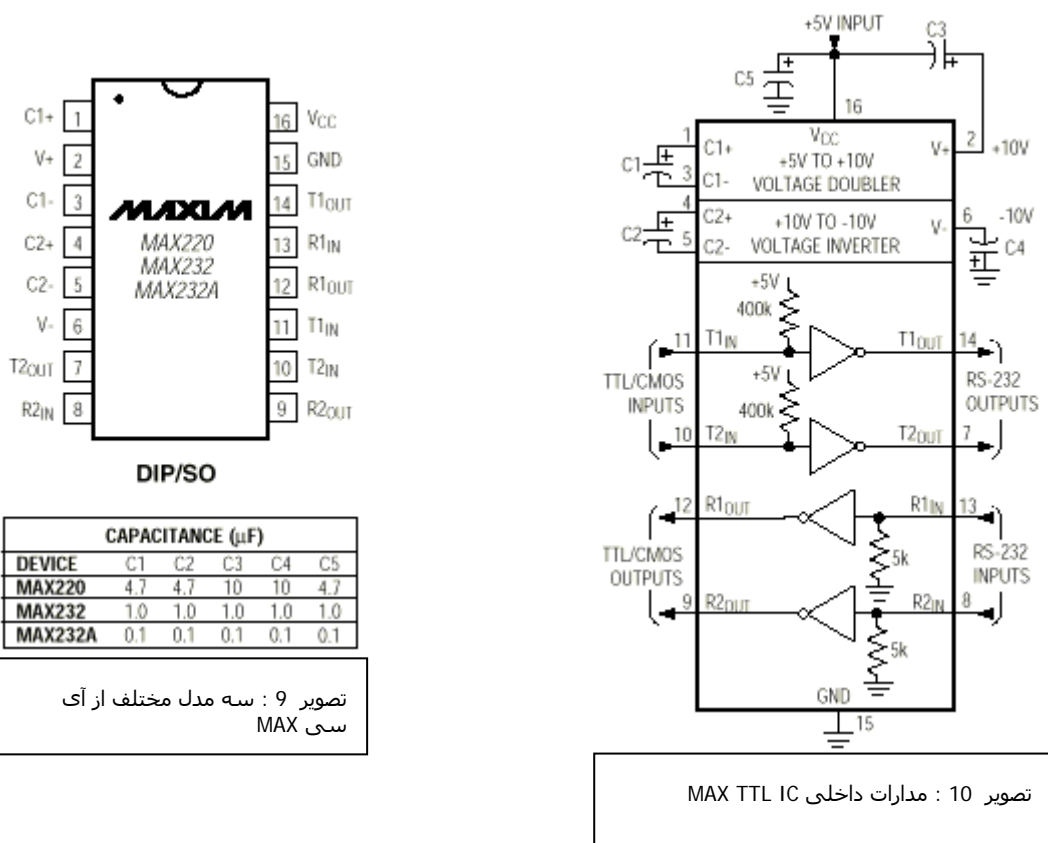 C1+ 1
V+ 2
C1- 3
C2+ 4
C2- 5
V- 6
T2OUT 7
R2IN 8
16 VCC
15 GND
14 T1OUT
13 R1IN
12 R1OUT
11 T1IN
10 T2IN
9 R2OUT
MAXIM
MAX220
MAX232
MAX232A
DIP/SO
CAPACITANCE (µF)
DEVICE C1 C2 C3 C4 C5
MAX220 4.7 4.7 10 10 4.7
MAX232 1.0 1.0 1.0 1.0 1.0
MAX232A 0.1 0.1 0.1 0.1 0.1
تصویر 9 : سه مدل مختلف از آی
سی MAX
+5V INPUT
C3
+
C5
+
16
VCC
1
C1+
+5V TO +10V
V+
2
+10V
C1
+
3
C1-
VOLTAGE DOUBLER
4
C2+
+10V TO -10V
V-
6
-10V
C2
+
5
C2-
VOLTAGE INVERTER
C4
+
+5V
400k
11
T1IN
T1OUT
14
TTL/CMOS
INPUTS
+5V
400k
RS-232
OUTPUTS
10
T2IN
T2OUT
7
12
R1OUT
R1IN
13
TTL/CMOS
OUTPUTS
5k
RS-232
INPUTS
9
R2OUT
R2IN
8
5k
GND
15
تصویر 10 : مدارات داخلی MAX TTL IC